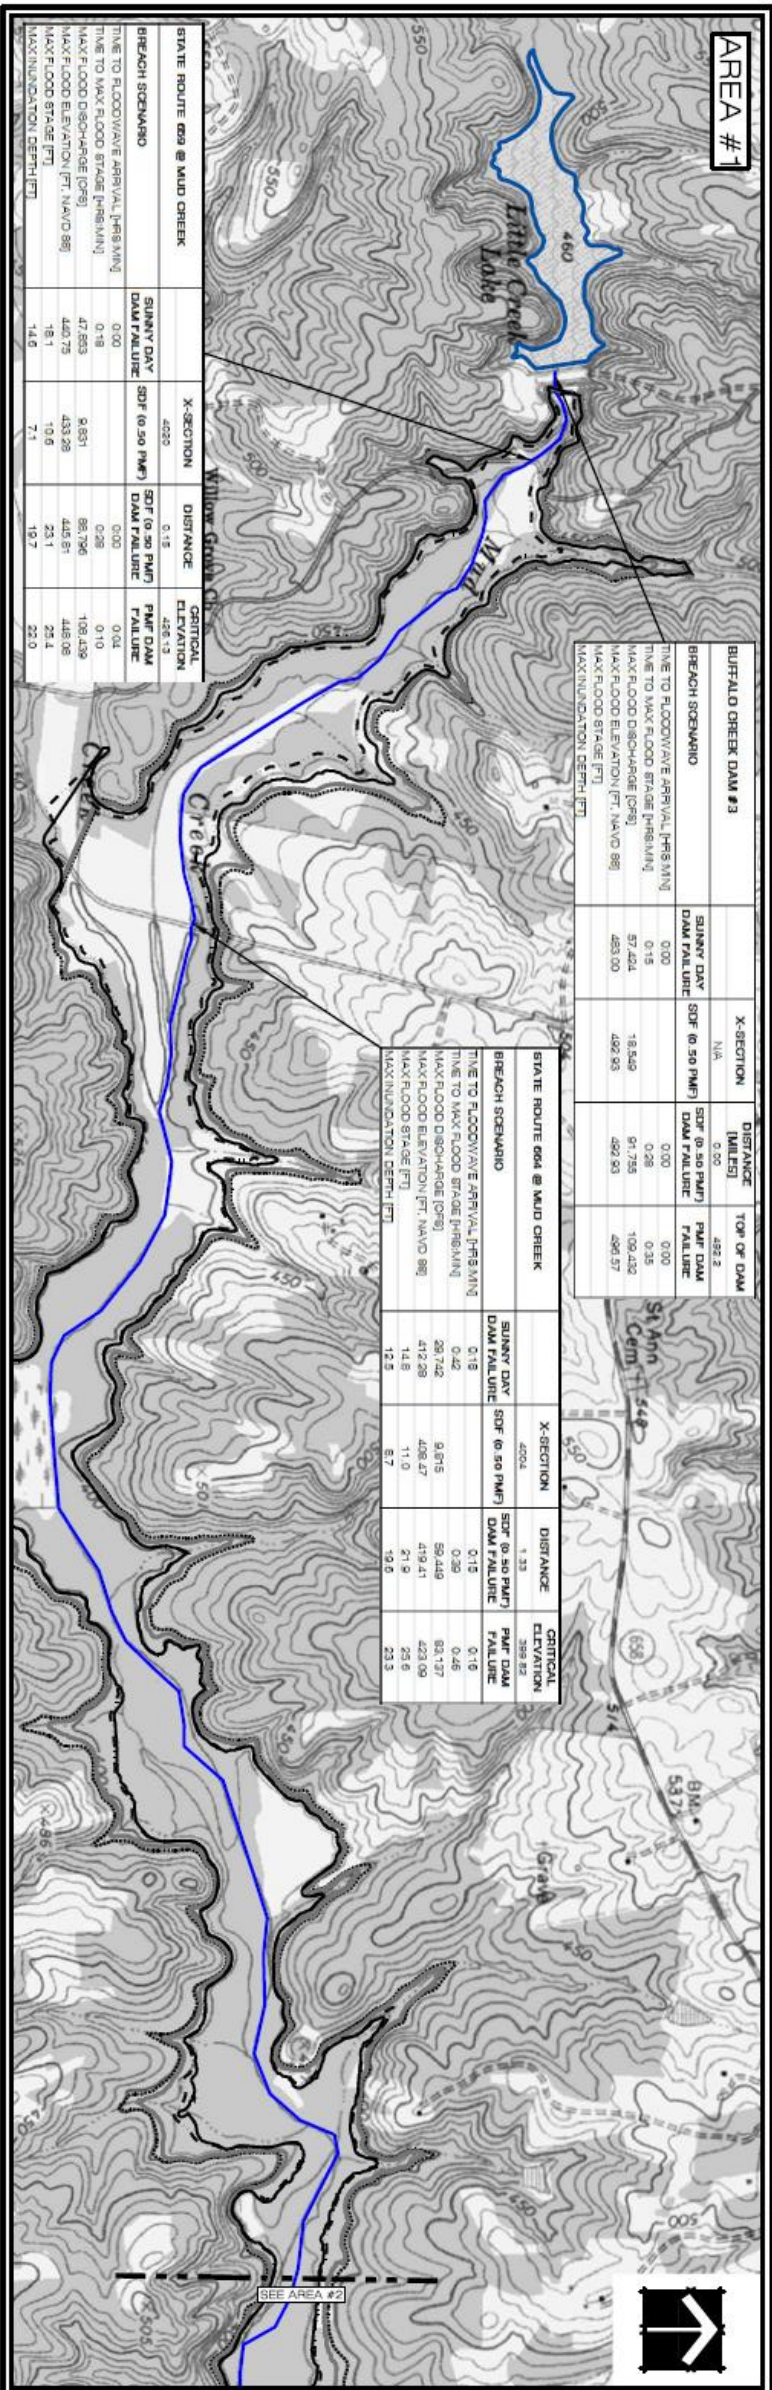 AREA #1
Little Creek
Lake
460
Mud
Creek
BUFFALO CREEK DAM #3 X-SECTION DISTANCE [MILES] TOP OF DAM
N/A 0.00 492.2
BREACH SCENARIO SUNNY DAY DAM FAILURE SDF (0.50 PMF) SDF (0.50 PMF) DAM FAILURE PMF DAM FAILURE
TIME TO FLOODWAVE ARRIVAL [HRS:MIN] 0:00 0:00 0:00
TIME TO MAX FLOOD STAGE [HRS:MIN] 0:15 0:28 0:35
MAX FLOOD DISCHARGE [CFS] 57,424 18,549 91,755 109,432
MAX FLOOD ELEVATION [FT, NAVD 88] 483.00 492.93 492.93 496.57
MAX FLOOD STAGE [FT]
MAX INUNDATION DEPTH [FT]
STATE ROUTE 659 @ MUD CREEK X-SECTION DISTANCE CRITICAL ELEVATION
4020 0.15 426.13
BREACH SCENARIO SUNNY DAY DAM FAILURE SDF (0.50 PMF) SDF (0.50 PMF) DAM FAILURE PMF DAM FAILURE
TIME TO FLOODWAVE ARRIVAL [HRS:MIN] 0:00 0:00 0:04
TIME TO MAX FLOOD STAGE [HRS:MIN] 0:18 0:28 0:10
MAX FLOOD DISCHARGE [CFS] 47,853 9,831 88,796 108,439
MAX FLOOD ELEVATION [FT, NAVD 88] 440.75 433.28 445.81 448.08
MAX FLOOD STAGE [FT] 18.1 10.6 23.1 25.4
MAX INUNDATION DEPTH [FT] 14.6 7.1 19.7 22.0
STATE ROUTE 664 @ MUD CREEK X-SECTION DISTANCE CRITICAL ELEVATION
4004 1.33 399.82
BREACH SCENARIO SUNNY DAY DAM FAILURE SDF (0.50 PMF) SDF (0.50 PMF) DAM FAILURE PMF DAM FAILURE
TIME TO FLOODWAVE ARRIVAL [HRS:MIN] 0:18 0:15 0:16
TIME TO MAX FLOOD STAGE [HRS:MIN] 0:42 0:39 0:46
MAX FLOOD DISCHARGE [CFS] 29,742 9,815 59,449 83,137
MAX FLOOD ELEVATION [FT, NAVD 88] 412.28 408.47 419.41 423.09
MAX FLOOD STAGE [FT] 14.8 11.0 21.9 25.6
MAX INUNDATION DEPTH [FT] 12.5 8.7 19.6 23.3
St Ann
Cem
548
550
658
514
BM
537
Grave
450
500
SEE AREA #2